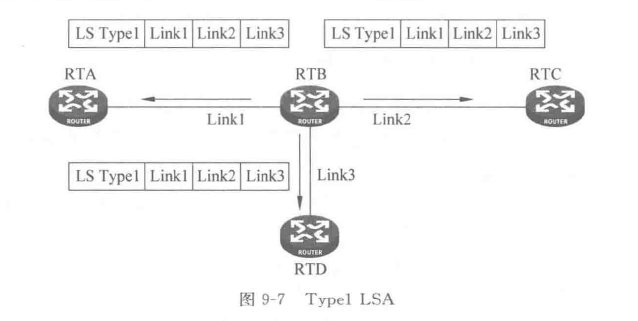 LS Type1 Link1 Link2 Link3
LS Type1 Link1 Link2 Link3
RTA
RTB
RTC
ROUTER
Link1
ROUTER
Link2
ROUTER
LS Type1 Link1 Link2 Link3
Link3
ROUTER
RTD
图 9-7 Type1 LSA